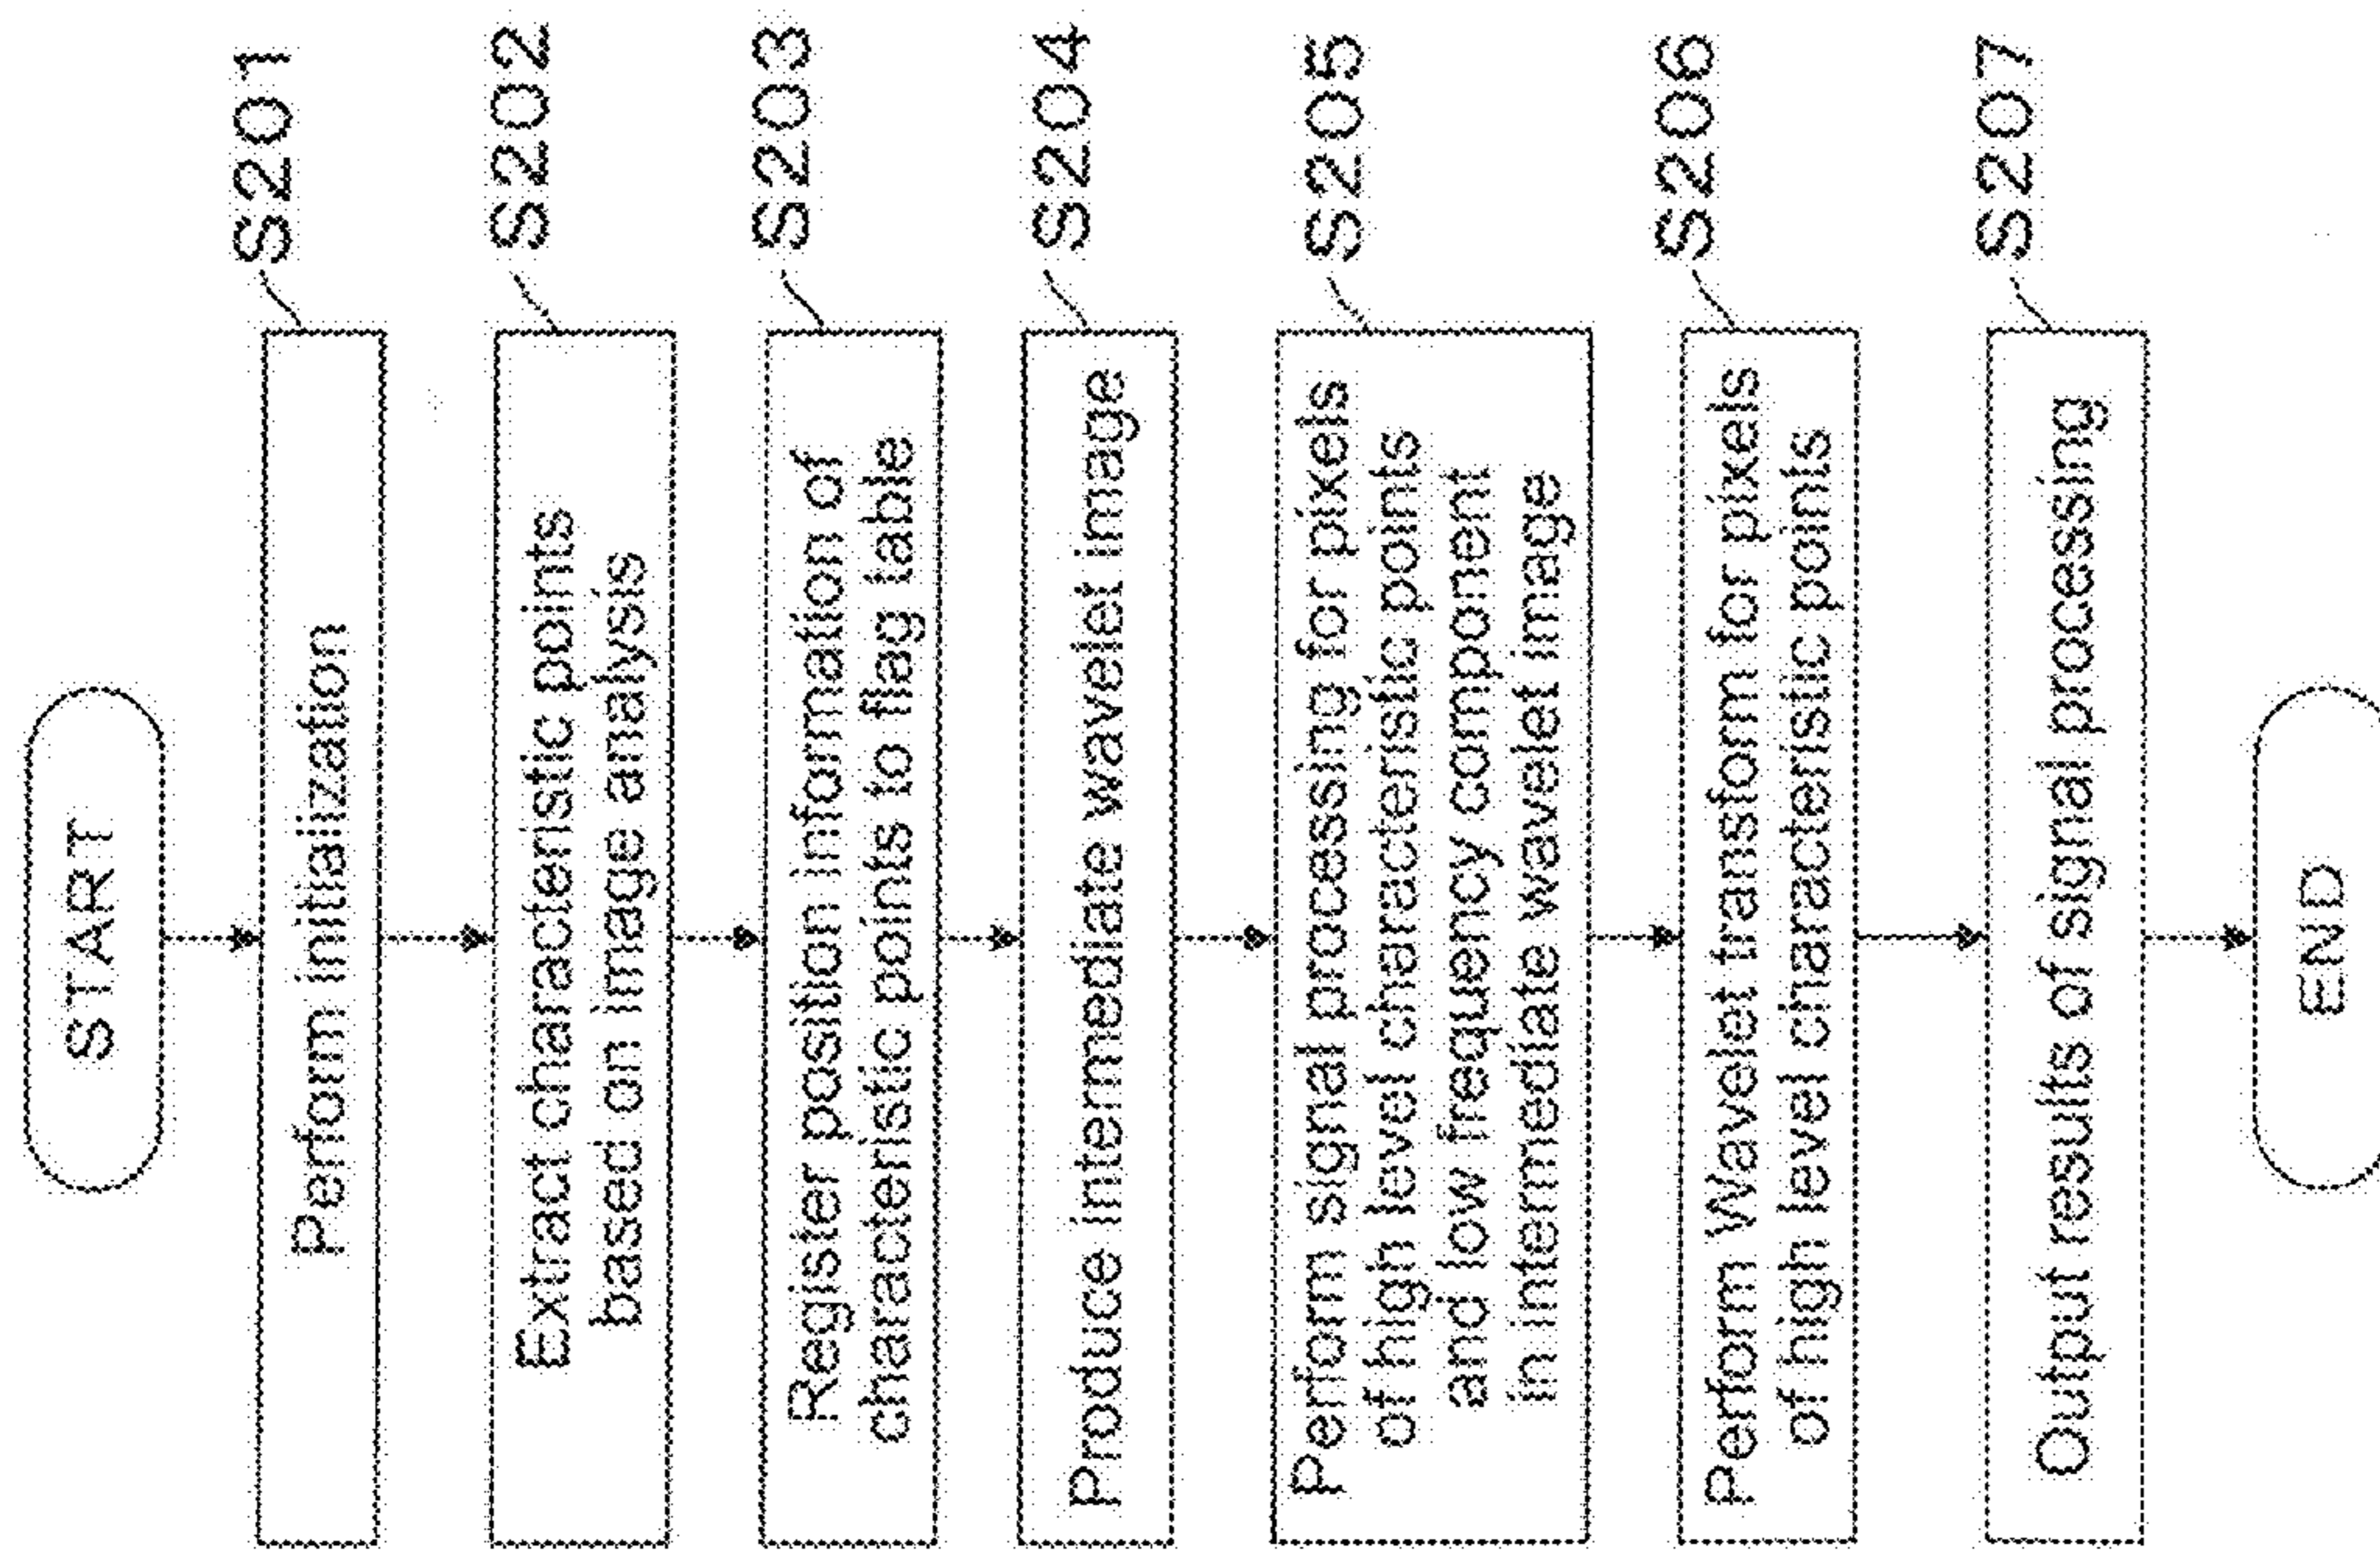 START
Perform initialization
S201
Extract characteristic points
based on image analysis
S202
Register position information of
characteristic points to flag table
S203
Produce intermediate wavelet image
S204
Perform signal processing for pixels
of high level characteristic points
and low frequency component
in intermediate wavelet image
S205
Perform Wavelet transform for pixels
of high level characteristic points
S206
Output results of signal processing
S207
END